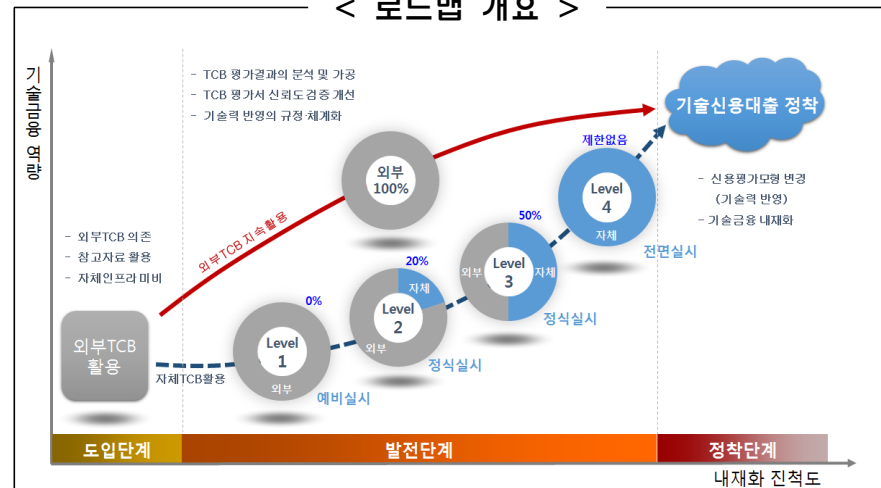 < 로드맵 개요 >
기술금융 역량
- TCB 평가결과의 분석 및 가공
- TCB 평가서 신뢰도 검증 개선
- 기술력 반영의 규정·체계화
기술신용대출 정착
- 신용평가모형 변경
(기술력 반영)
- 기술금융 내재화
외부
100%
외부TCB 지속활용
- 외부TCB 의존
- 참고자료 활용
- 자체인프라 미비
외부TCB
활용
자체TCB활용
0%
Level
1
외부
예비실시
20%
자체
Level
2
외부
정식실시
50%
외부
Level
3
자체
정식실시
제한없음
Level
4
자체
전면실시
도입단계
발전단계
정착단계
내재화 진척도